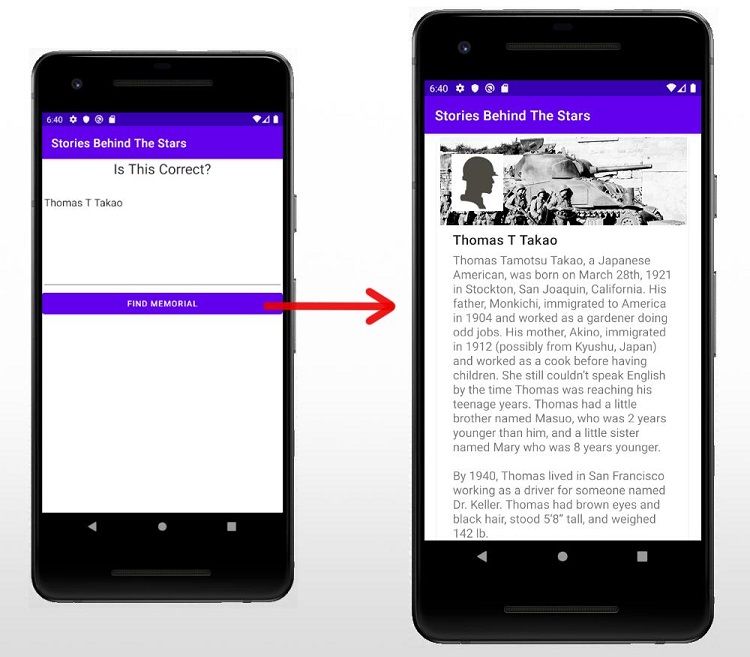 6:40
Stories Behind The Stars
Is This Correct?
Thomas T Takao
FIND MEMORIAL
6:40
Stories Behind The Stars
Thomas T Takao
Thomas Tamotsu Takao, a Japanese
American, was born on March 28th, 1921
in Stockton, San Joaquin, California. His
father, Monkichi, immigrated to America
in 1904 and worked as a gardener doing
odd jobs. His mother, Akino, immigrated
in 1912 (possibly from Kyushu, Japan)
and worked as a cook before having
children. She still couldn’t speak English
by the time Thomas was reaching his
teenage years. Thomas had a little
brother named Masuo, who was 2 years
younger than him, and a little sister
named Mary who was 8 years younger.
By 1940, Thomas lived in San Francisco
working as a driver for someone named
Dr. Keller. Thomas had brown eyes and
black hair, stood 5’8” tall, and weighed
142 lb.